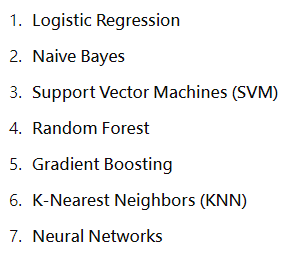 1. Logistic Regression
2. Naive Bayes
3. Support Vector Machines (SVM)
4. Random Forest
5. Gradient Boosting
6. K-Nearest Neighbors (KNN)
7. Neural Networks